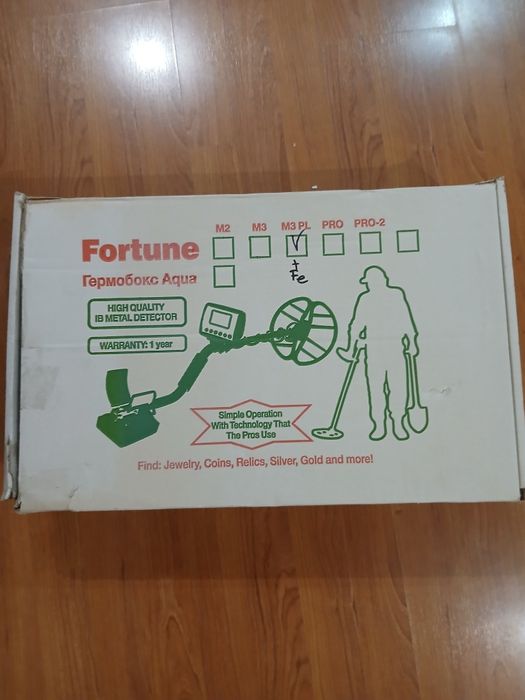 M2 M3 M3 PL PRO PRO-2
Fortune
V
Гермобокс Aqua
+
Fe
HIGH QUALITY
IB METAL DETECTOR
WARRANTY: 1 year
Simple Operation
With Technology That
The Pros Use
Find: Jewelry, Coins, Relics, Silver, Gold and more!